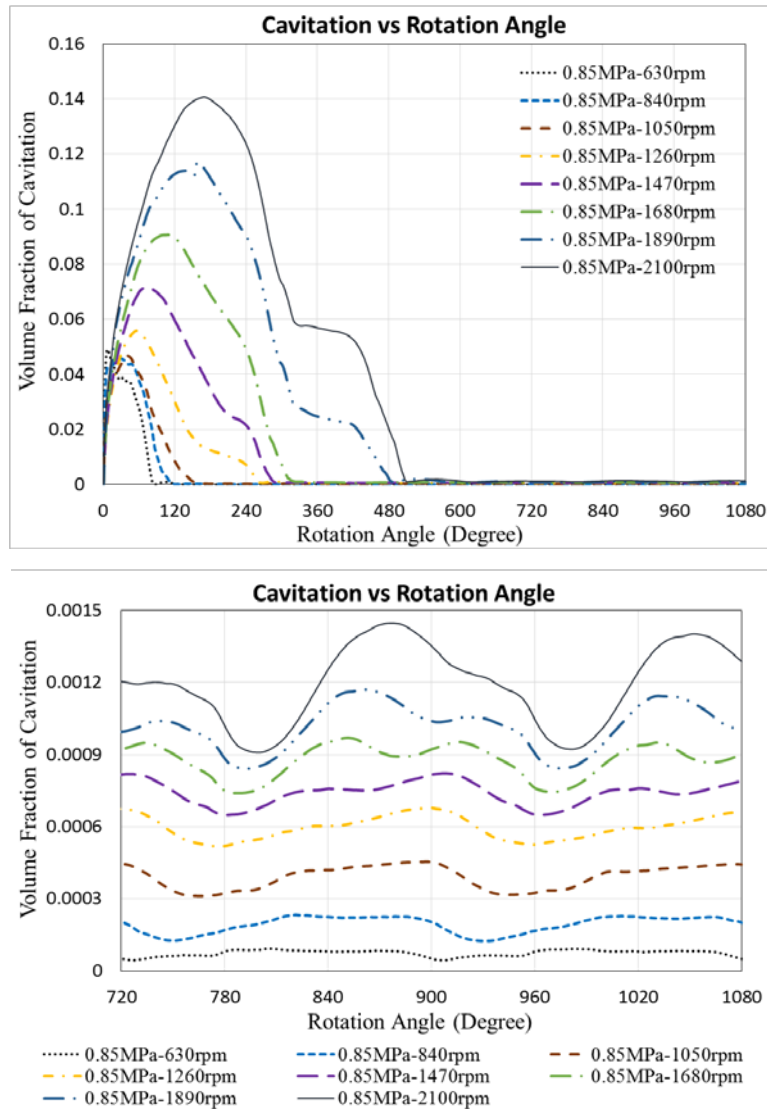 Cavitation vs Rotation Angle
Volume Fraction of Cavitation
0.16
0.14
0.12
0.1
0.08
0.06
0.04
0.02
0
0.85MPa-630rpm
0.85MPa-840rpm
0.85MPa-1050rpm
0.85MPa-1260rpm
0.85MPa-1470rpm
0.85MPa-1680rpm
0.85MPa-1890rpm
0.85MPa-2100rpm
0 120 240 360 480 600 720 840 960 1080
Rotation Angle (Degree)
Cavitation vs Rotation Angle
Volume Fraction of Cavitation
0.0015
0.0012
0.0009
0.0006
0.0003
0
720 780 840 900 960 1020 1080
Rotation Angle (Degree)
0.85MPa-630rpm 0.85MPa-840rpm 0.85MPa-1050rpm
0.85MPa-1260rpm 0.85MPa-1470rpm 0.85MPa-1680rpm
0.85MPa-1890rpm 0.85MPa-2100rpm